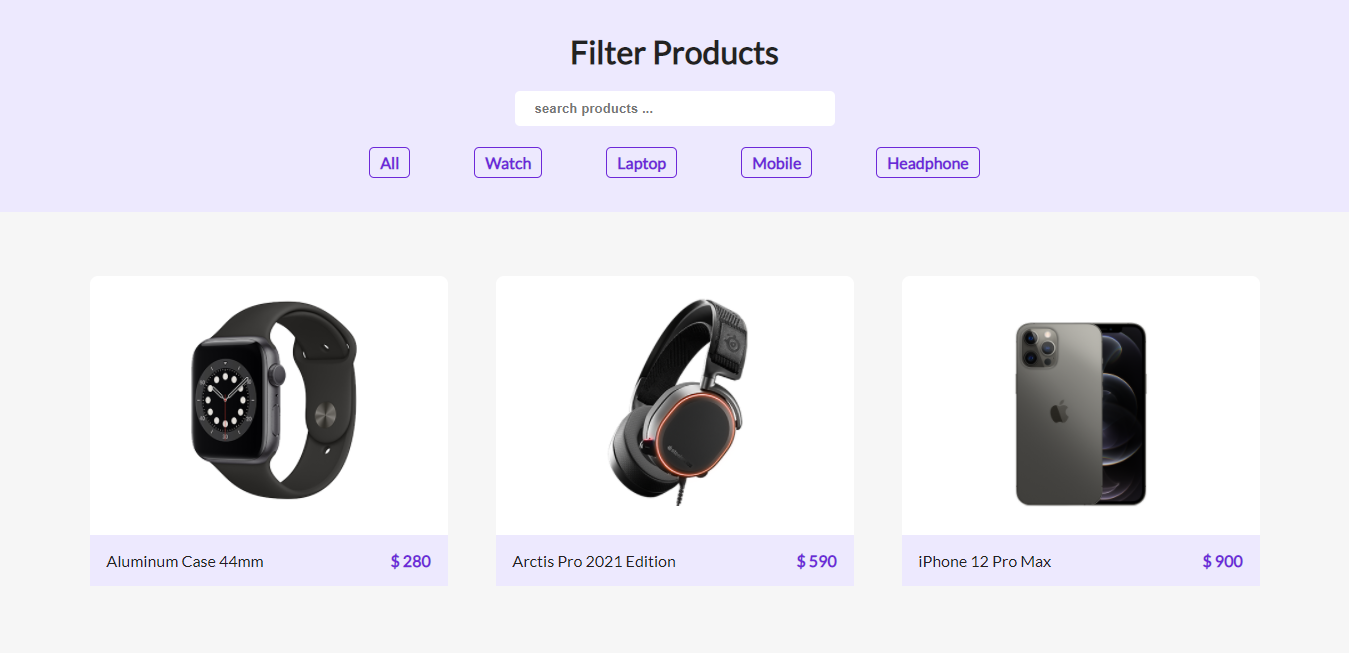 Filter Products
search products ...
All Watch Laptop Mobile Headphone
Aluminum Case 44mm $ 280
Arctis Pro 2021 Edition $ 590
iPhone 12 Pro Max $ 900